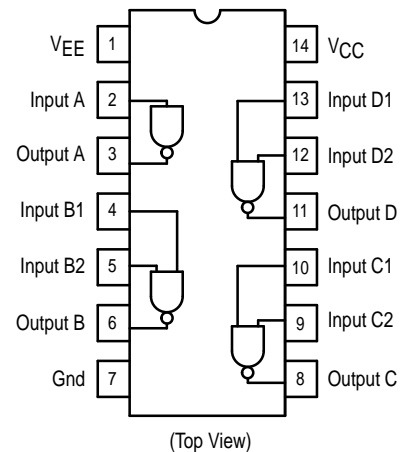 VEE 1
Input A 2
Output A 3
Input B1 4
Input B2 5
Output B 6
Gnd 7
14 VCC
13 Input D1
12 Input D2
11 Output D
10 Input C1
9 Input C2
8 Output C
(Top View)